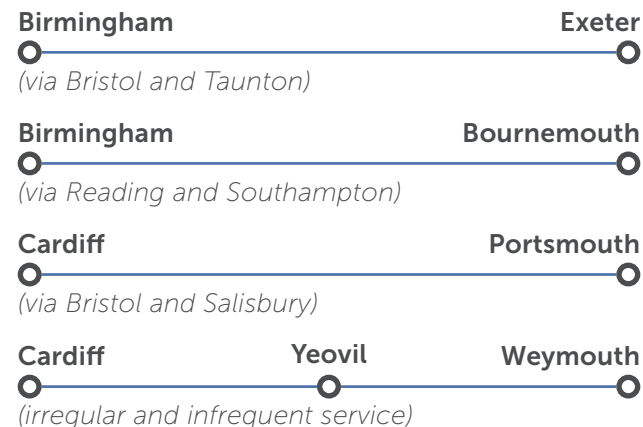 Birmingham Exeter
(via Bristol and Taunton)
Birmingham Bournemouth
(via Reading and Southampton)
Cardiff Portsmouth
(via Bristol and Salisbury)
Cardiff Yeovil Weymouth
(irregular and infrequent service)